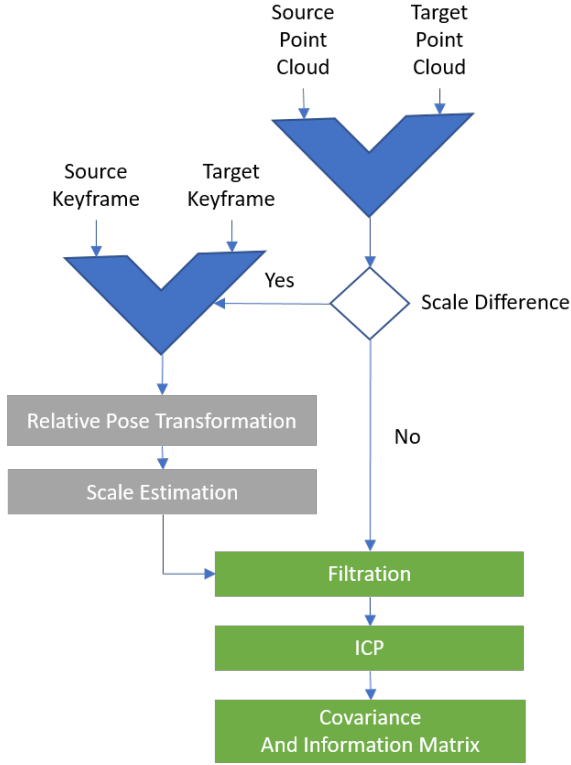 Source
Point
Cloud
Target
Point
Cloud
Source
Keyframe
Target
Keyframe
Yes
Scale Difference
Relative Pose Transformation
No
Scale Estimation
Filtration
ICP
Covariance
And Information Matrix